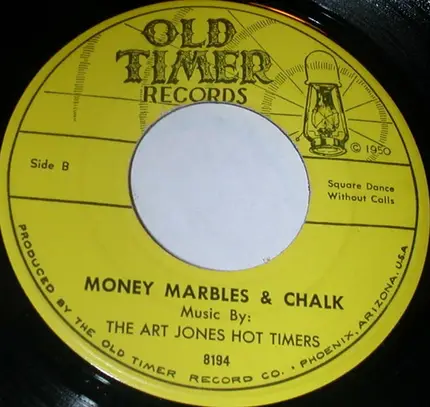 OLD
TIMER
RECORDS
© 1950
Side B
Square Dance
Without Calls
MONEY MARBLES & CHALK
Music By:
THE ART JONES HOT TIMERS
8194
PRODUCED BY THE OLD TIMER RECORD CO. • PHOENIX, ARIZONA, U.S.A